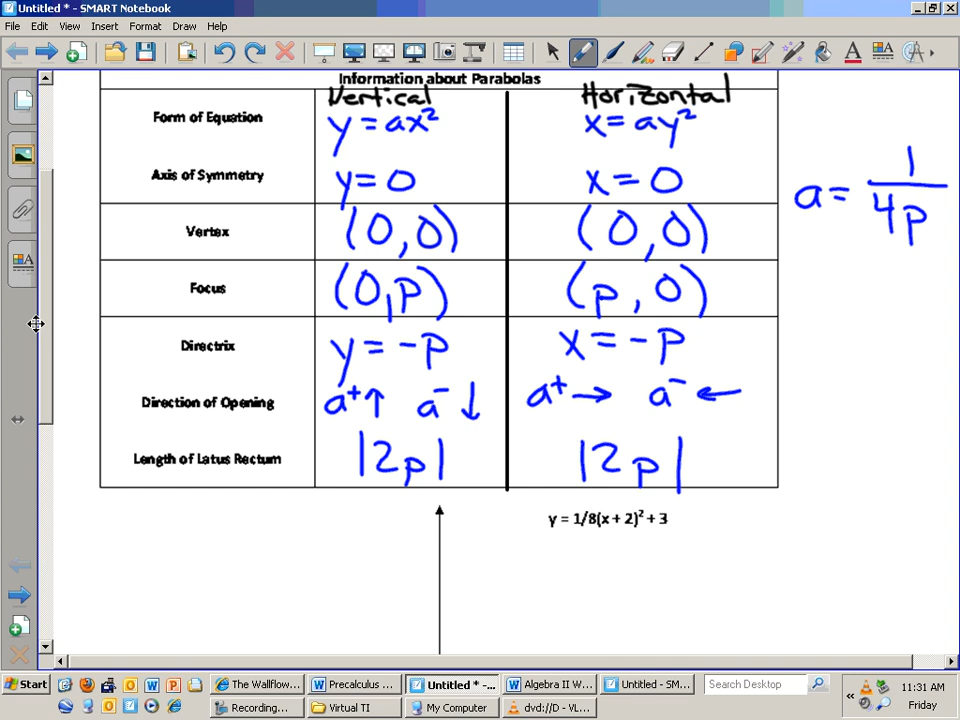 Untitled * - SMART Notebook
File Edit View Insert Format Draw Help
Information about Parabolas
Vertical Horizontal
Form of Equation y = ax² x = ay²
Axis of Symmetry y = 0 x = 0
a = 1/4p
Vertex (0,0) (0,0)
Focus (0,p) (p,0)
Directrix y = -p x = -p
Direction of Opening a⁺ ↑ a⁻ ↓ a⁺ → a⁻ ←
Length of Latus Rectum |2p| |2p|
y = 1/8(x + 2)² + 3
Start The Wallflow... Precalculus ... Untitled * -... Algebra II W... Untitled - SM... Search Desktop 11:31 AM
Recording... Virtual TI My Computer dvd://D - VL... Friday